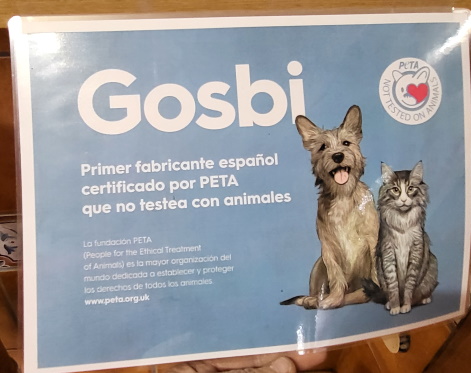 Gosbi
PETA
NOT TESTED ON ANIMALS
Primer fabricante español
certificado por PETA
que no testea con animales
La fundación PETA
(People for the Ethical Treatment
of Animals) es la mayor organización del
mundo dedicada a establecer y proteger
los derechos de todos los animales.
www.peta.org.uk